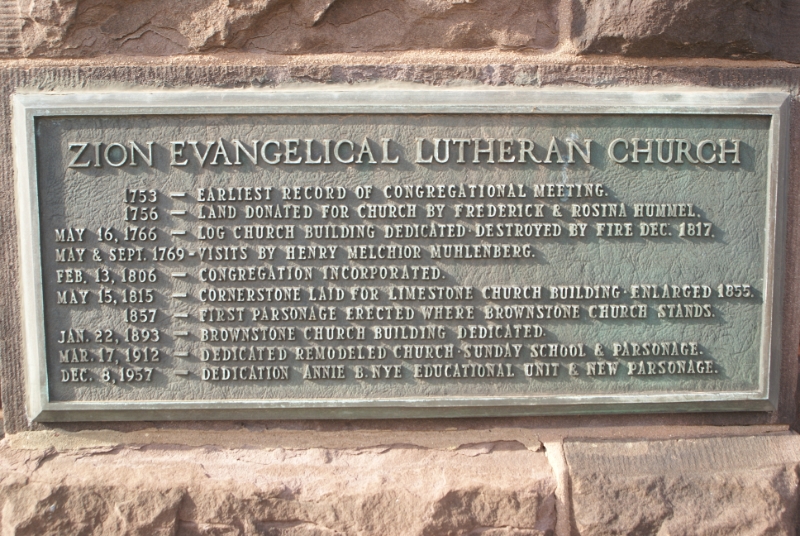 ZION EVANGELICAL LUTHERAN CHURCH
1753 — EARLIEST RECORD OF CONGREGATIONAL MEETING.
1756 — LAND DONATED FOR CHURCH BY FREDERICK & ROSINA HUMMEL.
MAY 16, 1766 — LOG CHURCH BUILDING DEDICATED · DESTROYED BY FIRE DEC. 1817.
MAY & SEPT. 1769 - VISITS BY HENRY MELCHIOR MUHLENBERG.
FEB. 13, 1806 — CONGREGATION INCORPORATED.
MAY 15, 1815 — CORNERSTONE LAID FOR LIMESTONE CHURCH BUILDING · ENLARGED 1855.
1857 — FIRST PARSONAGE ERECTED WHERE BROWNSTONE CHURCH STANDS.
JAN. 22, 1893 — BROWNSTONE CHURCH BUILDING DEDICATED.
MAR. 17, 1912 — DEDICATED REMODELED CHURCH · SUNDAY SCHOOL & PARSONAGE.
DEC. 8, 1957 — DEDICATION ANNIE B. NYE EDUCATIONAL UNIT & NEW PARSONAGE.